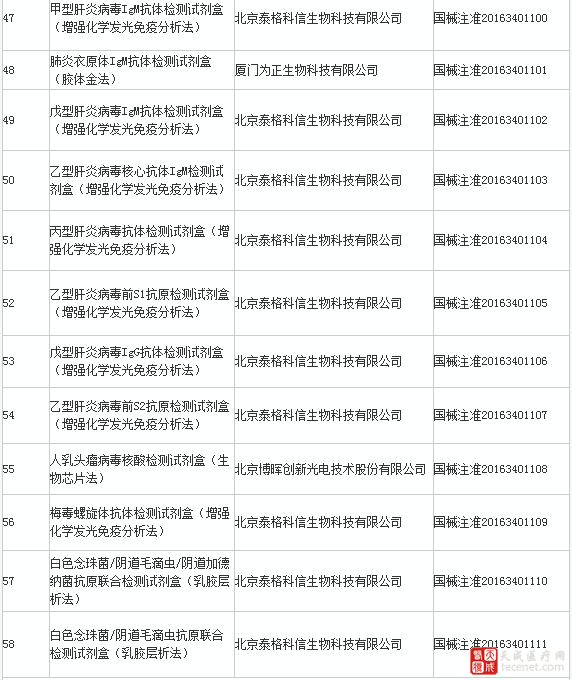 47
甲型肝炎病毒IgM抗体检测试剂盒
（增强化学发光免疫分析法）
北京泰格科信生物科技有限公司
国械注准20163401100
48
肺炎衣原体IgM抗体检测试剂盒
（胶体金法）
厦门为正生物科技有限公司
国械注准20163401101
49
戊型肝炎病毒IgM抗体检测试剂盒
（增强化学发光免疫分析法）
北京泰格科信生物科技有限公司
国械注准20163401102
50
乙型肝炎病毒核心抗体IgM检测试
剂盒（增强化学发光免疫分析法）
北京泰格科信生物科技有限公司
国械注准20163401103
51
丙型肝炎病毒抗体检测试剂盒（增
强化学发光免疫分析法）
北京泰格科信生物科技有限公司
国械注准20163401104
52
乙型肝炎病毒前S1抗原检测试剂盒
（增强化学发光免疫分析法）
北京泰格科信生物科技有限公司
国械注准20163401105
53
戊型肝炎病毒IgG抗体检测试剂盒
（增强化学发光免疫分析法）
北京泰格科信生物科技有限公司
国械注准20163401106
54
乙型肝炎病毒前S2抗原检测试剂盒
（增强化学发光免疫分析法）
北京泰格科信生物科技有限公司
国械注准20163401107
55
人乳头瘤病毒核酸检测试剂盒（生
物芯片法）
北京博晖创新光电技术股份有限公司
国械注准20163401108
56
梅毒螺旋体抗体检测试剂盒（增强
化学发光免疫分析法）
北京泰格科信生物科技有限公司
国械注准20163401109
57
白色念珠菌/阴道毛滴虫/阴道加德
纳菌抗原联合检测试剂盒（乳胶层
析法）
北京泰格科信生物科技有限公司
国械注准20163401110
58
白色念珠菌/阴道毛滴虫抗原联合
检测试剂盒（乳胶层析法）
北京泰格科信生物科技有限公司
国械注准20163401111
天成医疗网
tecenet.com